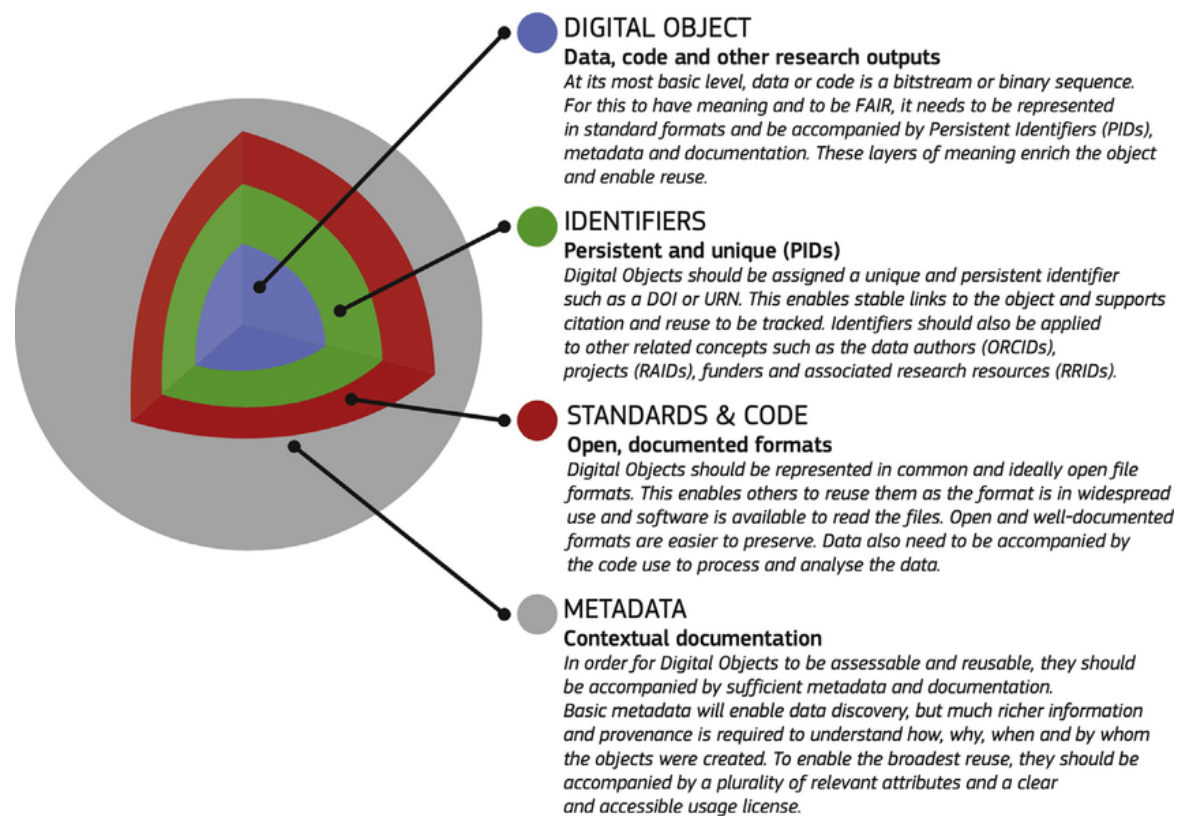 DIGITAL OBJECT
Data, code and other research outputs
At its most basic level, data or code is a bitstream or binary sequence.
For this to have meaning and to be FAIR, it needs to be represented
in standard formats and be accompanied by Persistent Identifiers (PIDs),
metadata and documentation. These layers of meaning enrich the object
and enable reuse.
IDENTIFIERS
Persistent and unique (PIDs)
Digital Objects should be assigned a unique and persistent identifier
such as a DOI or URN. This enables stable links to the object and supports
citation and reuse to be tracked. Identifiers should also be applied
to other related concepts such as the data authors (ORCIDs),
projects (RAIDs), funders and associated research resources (RRIDs).
STANDARDS & CODE
Open, documented formats
Digital Objects should be represented in common and ideally open file
formats. This enables others to reuse them as the format is in widespread
use and software is available to read the files. Open and well-documented
formats are easier to preserve. Data also need to be accompanied by
the code use to process and analyse the data.
METADATA
Contextual documentation
In order for Digital Objects to be assessable and reusable, they should
be accompanied by sufficient metadata and documentation.
Basic metadata will enable data discovery, but much richer information
and provenance is required to understand how, why, when and by whom
the objects were created. To enable the broadest reuse, they should be
accompanied by a plurality of relevant attributes and a clear
and accessible usage license.